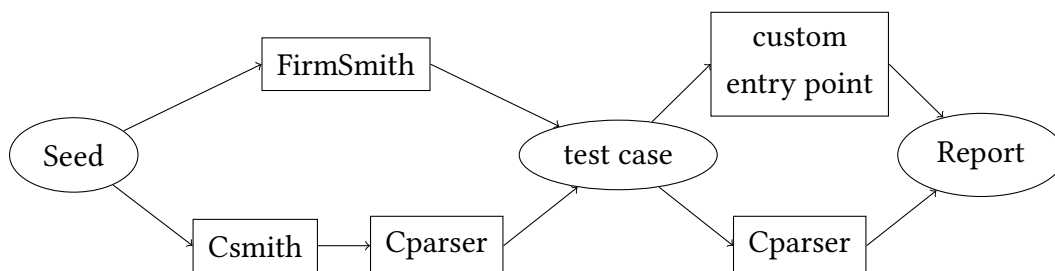 FirmSmith
custom
entry point
Seed
test case
Report
Csmith
Cparser
Cparser